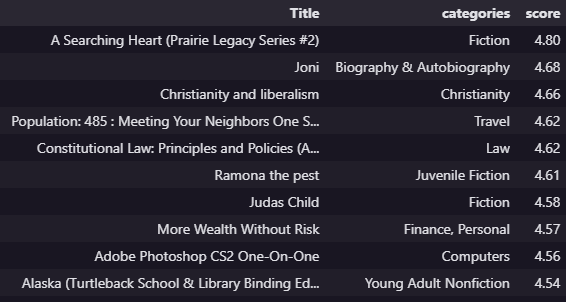 Title categories score
A Searching Heart (Prairie Legacy Series #2) Fiction 4.80
Joni Biography & Autobiography 4.68
Christianity and liberalism Christianity 4.66
Population: 485 : Meeting Your Neighbors One S... Travel 4.62
Constitutional Law: Principles and Policies (A... Law 4.62
Ramona the pest Juvenile Fiction 4.61
Judas Child Fiction 4.58
More Wealth Without Risk Finance, Personal 4.57
Adobe Photoshop CS2 One-On-One Computers 4.56
Alaska (Turtleback School & Library Binding Ed... Young Adult Nonfiction 4.54